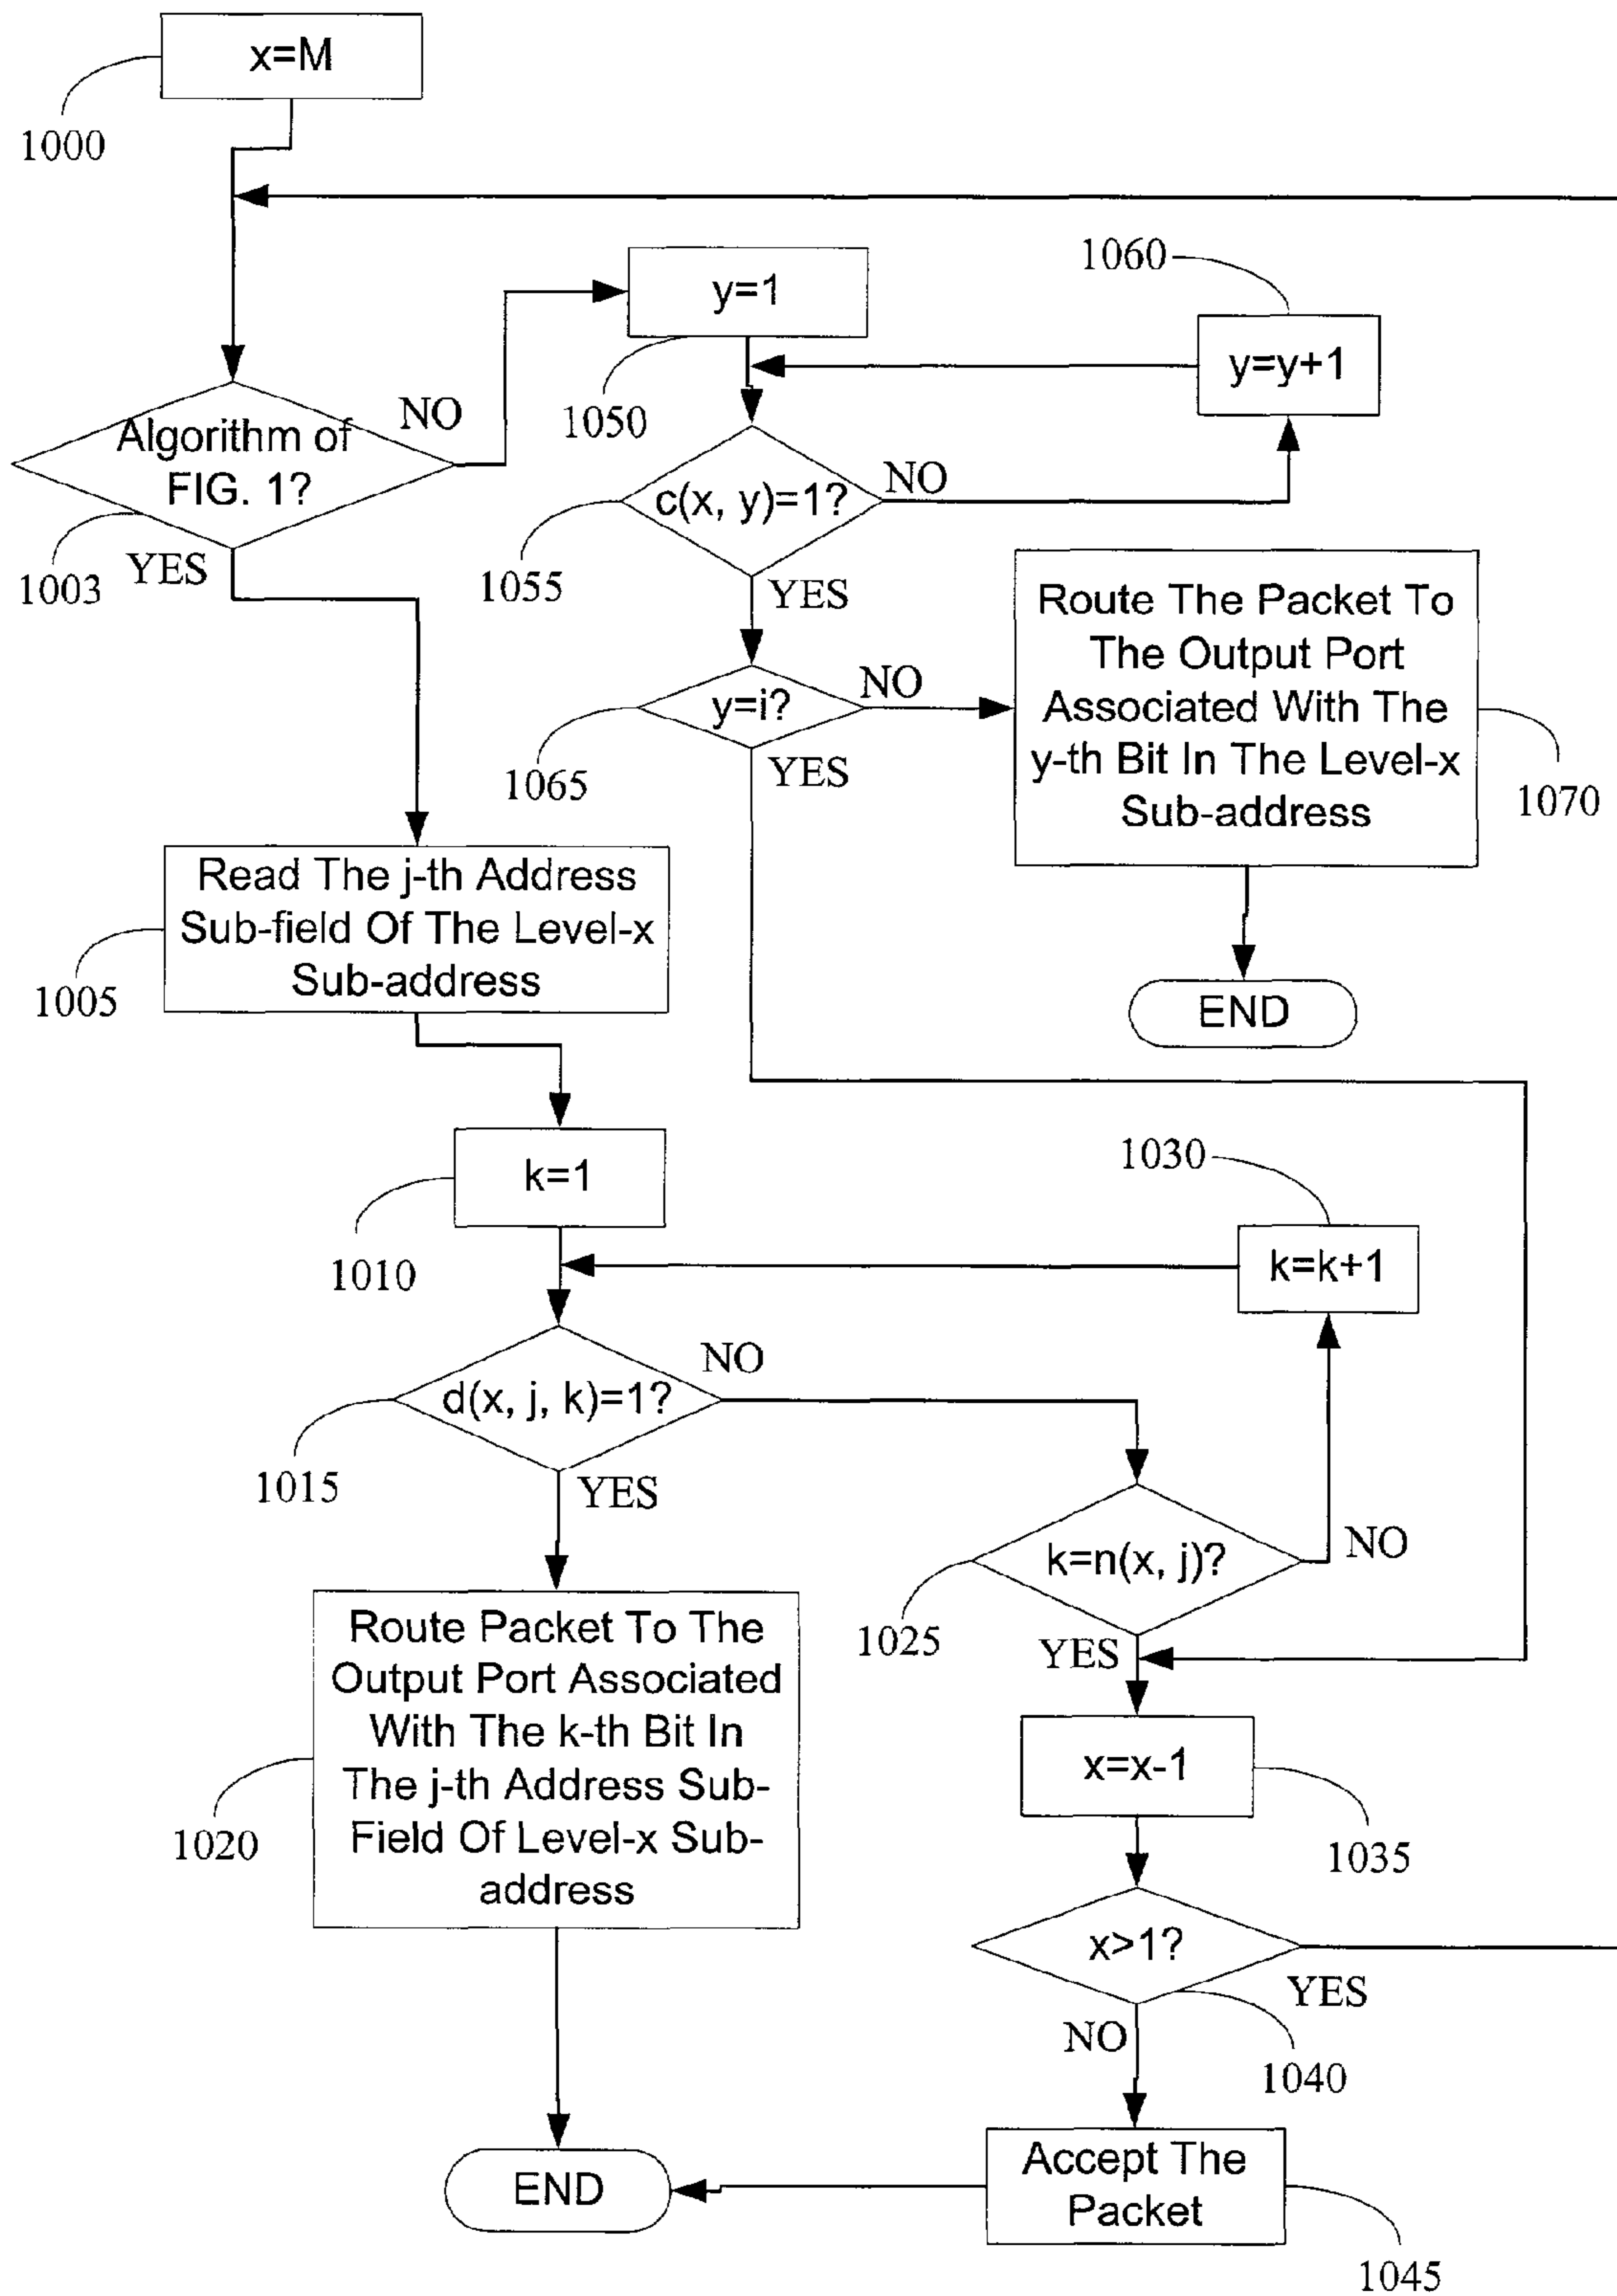 x=M
1000
1060
y=1
y=y+1
1050
Algorithm of
FIG. 1?
NO
1003
YES
c(x, y)=1?
NO
1055
YES
Route The Packet To
The Output Port
Associated With The
y-th Bit In The Level-x
Sub-address
1070
y=i?
NO
1065
YES
END
Read The j-th Address
Sub-field Of The Level-x
Sub-address
1005
k=1
1010
1030
k=k+1
d(x, j, k)=1?
NO
1015
YES
k=n(x, j)?
NO
1025
YES
Route Packet To The
Output Port Associated
With The k-th Bit In
The j-th Address Sub-
Field Of Level-x Sub-
address
1020
x=x-1
1035
x>1?
YES
NO
1040
Accept The
Packet
1045
END